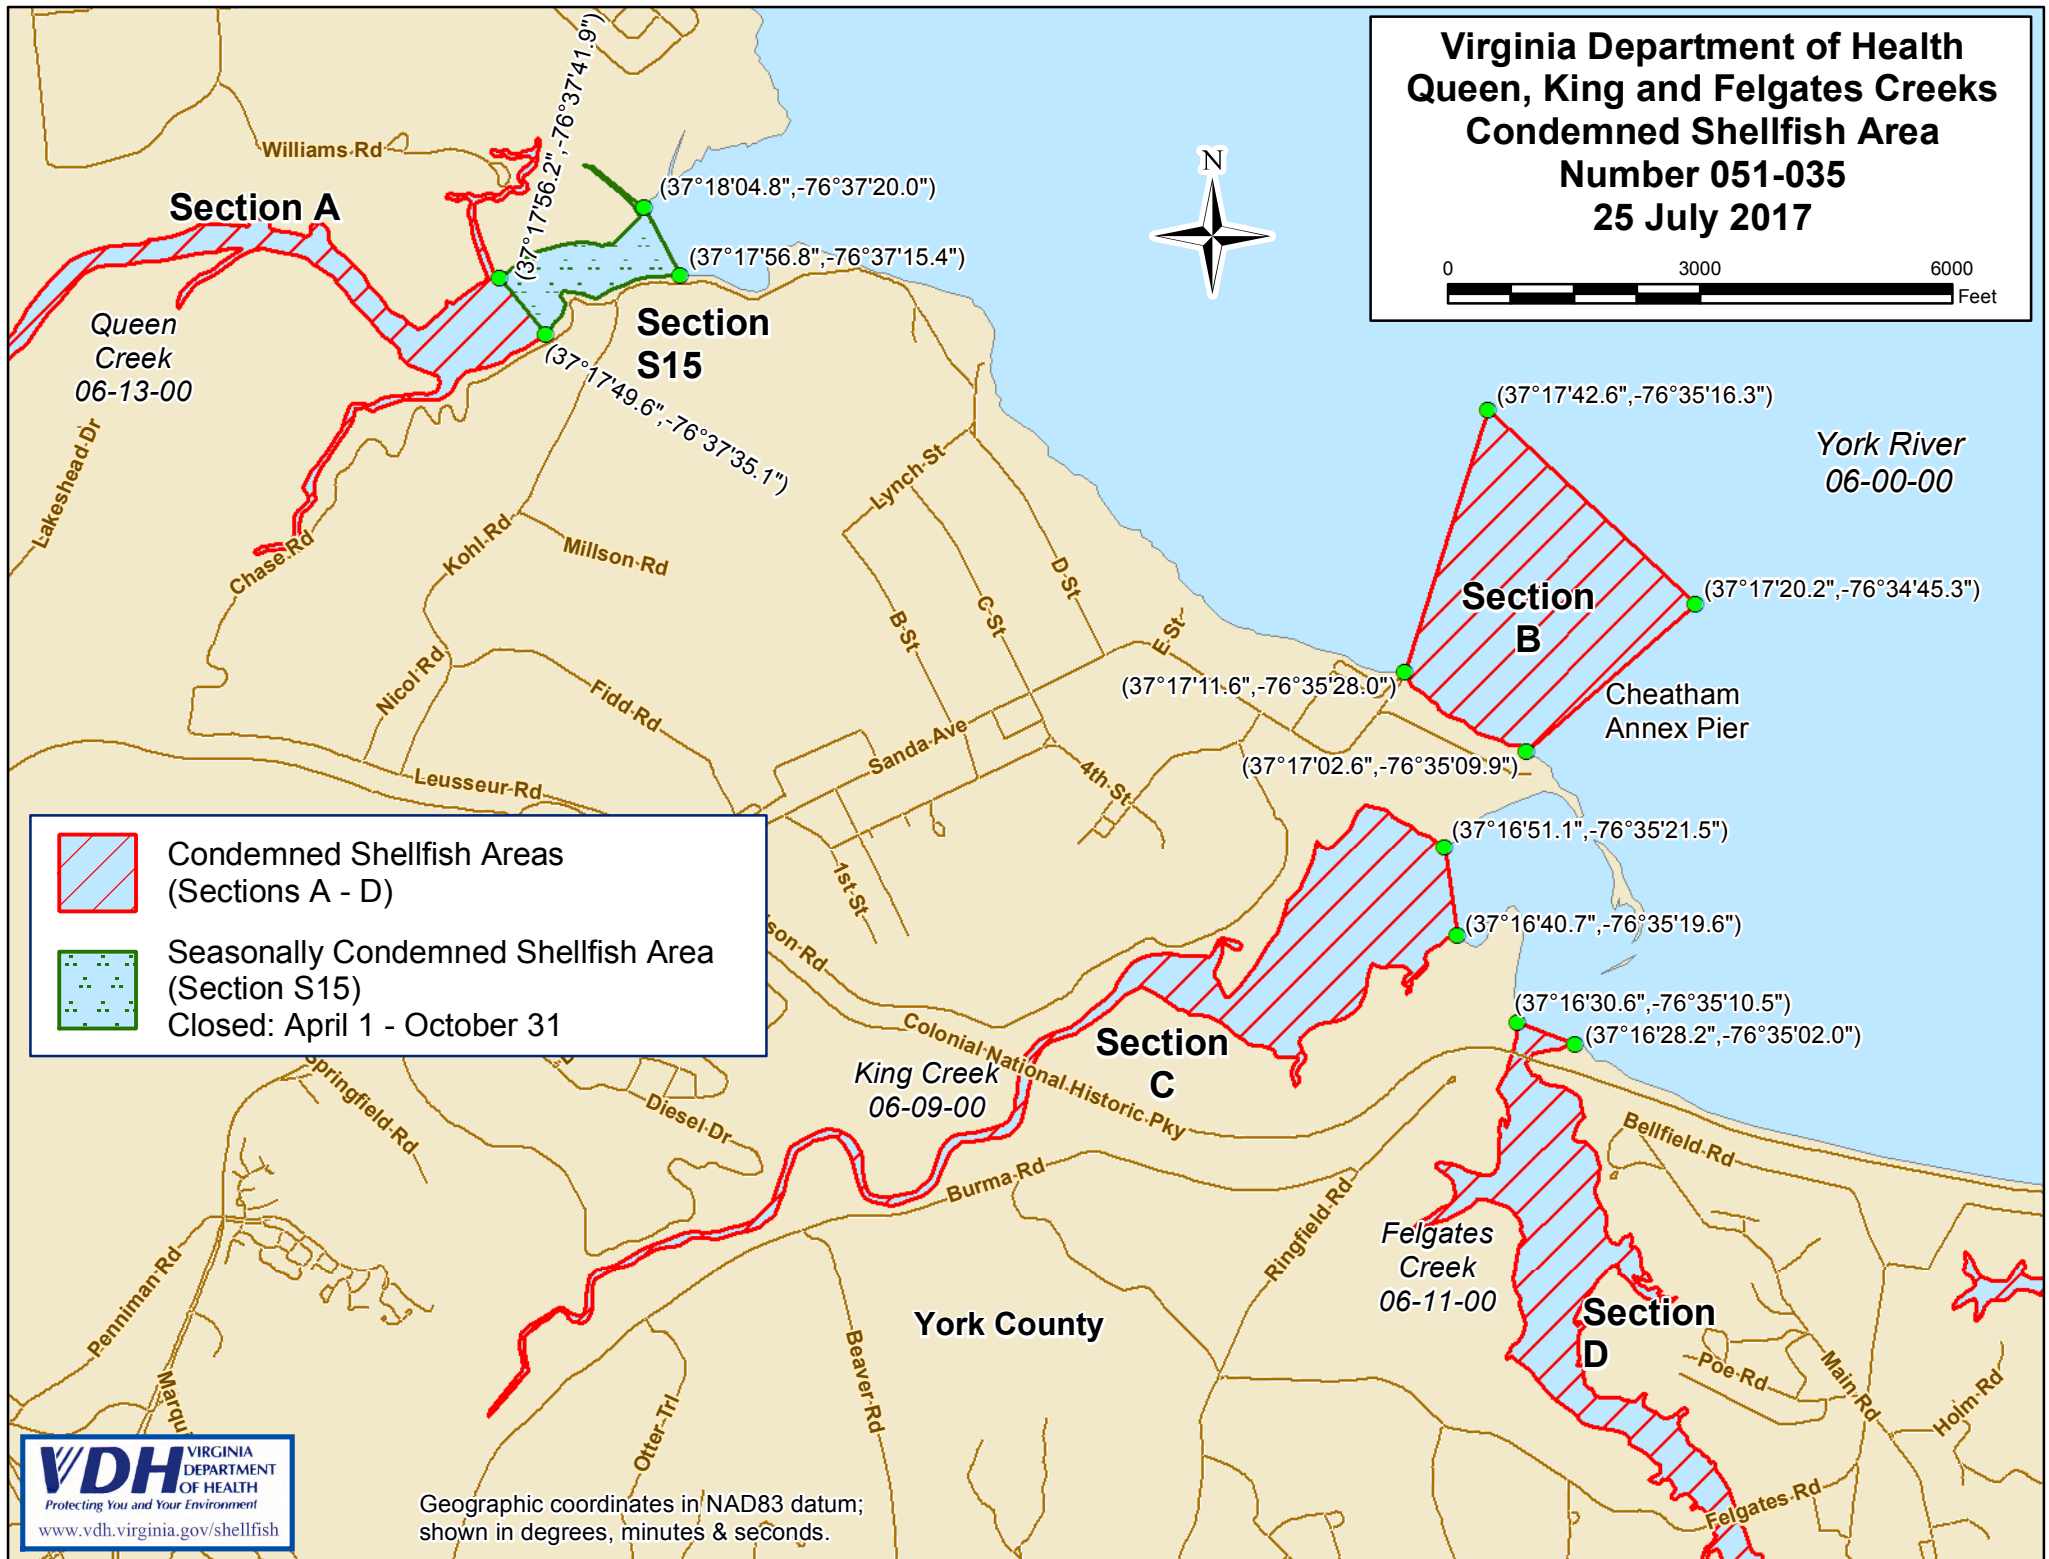 Virginia Department of Health
Queen, King and Felgates Creeks
Condemned Shellfish Area
Number 051-035
25 July 2017
0 3000 6000
Feet
N
(37°17'56.2",-76°37'41.9")
Williams Rd
(37°18'04.8",-76°37'20.0")
Section A
(37°17'56.8",-76°37'15.4")
Queen
Creek
06-13-00
Section
S15
(37°17'49.6",-76°37'35.1")
(37°17'42.6",-76°35'16.3")
York River
06-00-00
Lakeshead Dr
Lynch St
Chase Rd
Kohl Rd
Millson Rd
D St
C St
B St
E St
Section
B
(37°17'20.2",-76°34'45.3")
(37°17'11.6",-76°35'28.0")
Cheatham
Annex Pier
Nicol Rd
Fidd Rd
Sanda Ave
(37°17'02.6",-76°35'09.9")
Leusseur Rd
4th St
(37°16'51.1",-76°35'21.5")
1st St
Condemned Shellfish Areas
(Sections A - D)
Seasonally Condemned Shellfish Area
(Section S15)
Closed: April 1 - October 31
son Rd
(37°16'40.7",-76°35'19.6")
(37°16'30.6",-76°35'10.5")
(37°16'28.2",-76°35'02.0")
Colonial National Historic Pky
Section
C
King Creek
06-09-00
Springfield Rd
Diesel Dr
Bellfield Rd
Burma Rd
Ringfield Rd
Felgates
Creek
06-11-00
Penniman Rd
York County
Section
D
Beaver Rd
Poe Rd
Main Rd
Holm Rd
Marqui
Otter Trl
Felgates Rd
VDH VIRGINIA
DEPARTMENT
OF HEALTH
Protecting You and Your Environment
www.vdh.virginia.gov/shellfish
Geographic coordinates in NAD83 datum;
shown in degrees, minutes & seconds.